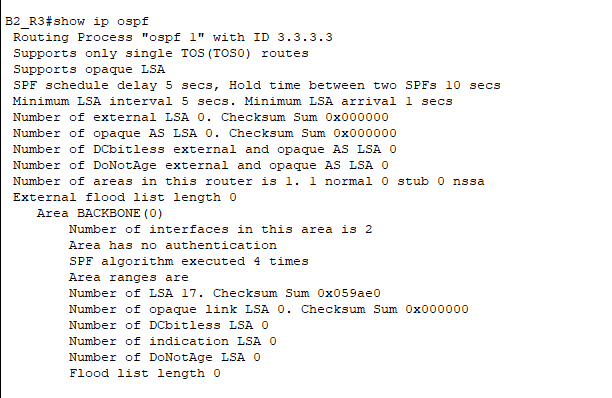 B2_R3#show ip ospf
Routing Process "ospf 1" with ID 3.3.3.3
Supports only single TOS(TOS0) routes
Supports opaque LSA
SPF schedule delay 5 secs, Hold time between two SPFs 10 secs
Minimum LSA interval 5 secs. Minimum LSA arrival 1 secs
Number of external LSA 0. Checksum Sum 0x000000
Number of opaque AS LSA 0. Checksum Sum 0x000000
Number of DCbitless external and opaque AS LSA 0
Number of DoNotAge external and opaque AS LSA 0
Number of areas in this router is 1. 1 normal 0 stub 0 nssa
External flood list length 0
Area BACKBONE(0)
Number of interfaces in this area is 2
Area has no authentication
SPF algorithm executed 4 times
Area ranges are
Number of LSA 17. Checksum Sum 0x059ae0
Number of opaque link LSA 0. Checksum Sum 0x000000
Number of DCbitless LSA 0
Number of indication LSA 0
Number of DoNotAge LSA 0
Flood list length 0